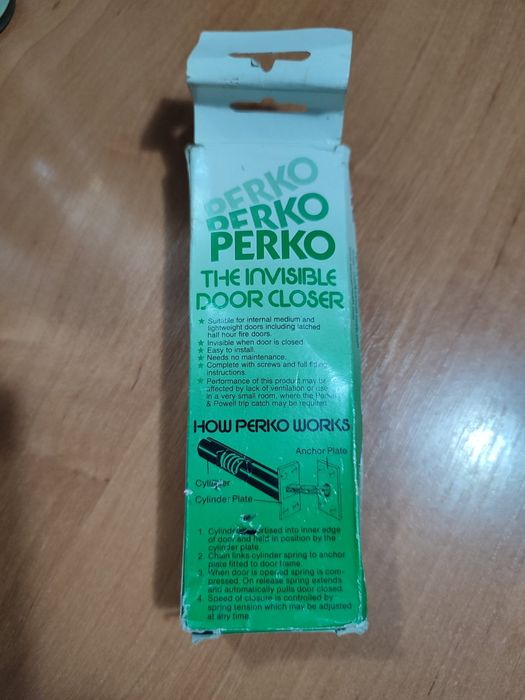 PERKO
PERKO
PERKO
THE INVISIBLE
DOOR CLOSER
★ Suitable for internal medium and
lightweight doors including latched
half hour fire doors.
★ Invisible when door is closed
★ Easy to install.
★ Needs no maintenance.
★ Complete with screws and full fitting
instructions.
★ Performance of this product may be
affected by lack of ventilation or use
in a very small room, where the Perkins
& Powell trip catch may be required.
HOW PERKO WORKS
Anchor Plate
Cylinder
Cylinder Plate
1. Cylinder mortised into inner edge
of door and held in position by the
cylinder plate.
2. Chain links cylinder spring to anchor
plate fitted to door frame.
3. When door is opened spring is com-
pressed. On release spring extends
and automatically pulls door closed.
4. Speed of closure is controlled by
spring tension which may be adjusted
at any time.